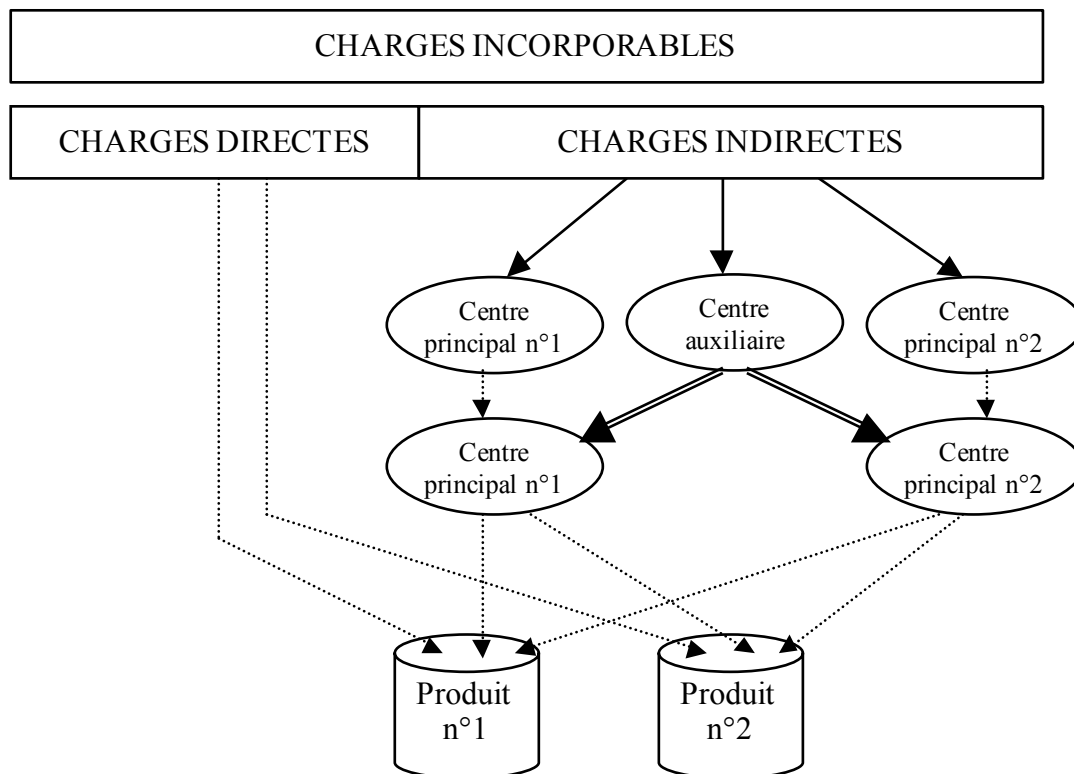 CHARGES INCORPORABLES
CHARGES DIRECTES
CHARGES INDIRECTES
Centre
principal n°1
Centre
auxiliaire
Centre
principal n°2
Centre
principal n°1
Centre
principal n°2
Produit
n°1
Produit
n°2